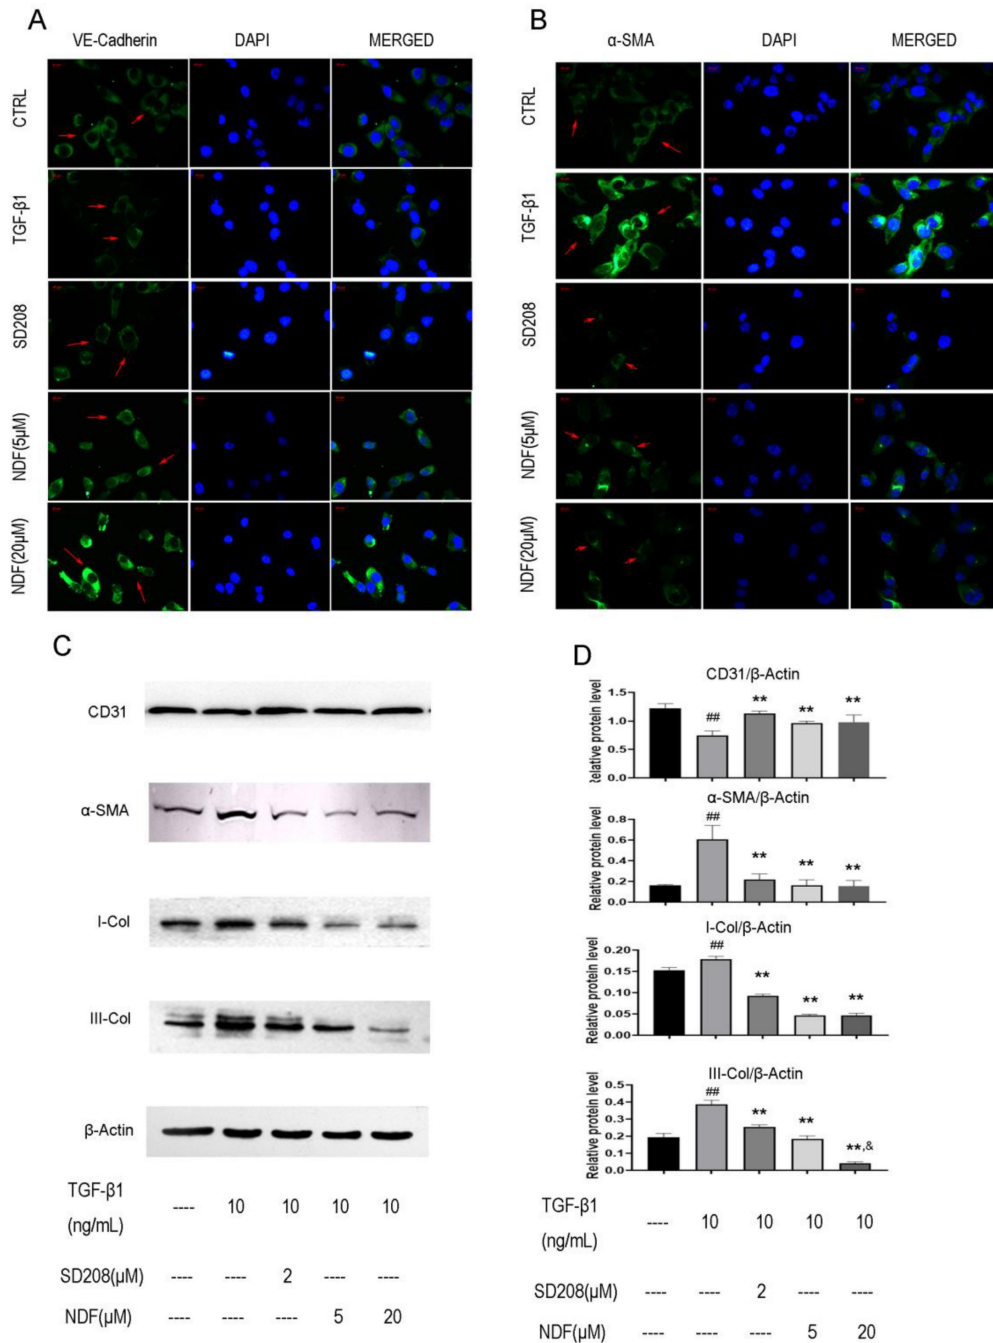 A
VE-Cadherin DAPI MERGED
CTRL
TGF-β1
SD208
NDF(5μM)
NDF(20μM)
B
α-SMA DAPI MERGED
CTRL
TGF-β1
SD208
NDF(5μM)
NDF(20μM)
C
CD31
α-SMA
I-Col
III-Col
β-Actin
TGF-β1
(ng/mL) ---- 10 10 10 10
SD208(μM) ---- ---- 2 ---- ----
NDF(μM) ---- ---- ---- 5 20
D
CD31/β-Actin
Relative protein level
1.5
1.0
0.5
0.0
## ** ** **
α-SMA/β-Actin
Relative protein level
0.8
0.6
0.4
0.2
0.0
## ** ** **
I-Col/β-Actin
Relative protein level
0.20
0.15
0.10
0.05
0.00
## ** ** **
III-Col/β-Actin
Relative protein level
0.5
0.4
0.3
0.2
0.1
0.0
## ** ** **,&
TGF-β1
(ng/mL) ---- 10 10 10 10
SD208(μM) ---- ---- 2 ---- ----
NDF(μM) ---- ---- ---- 5 20